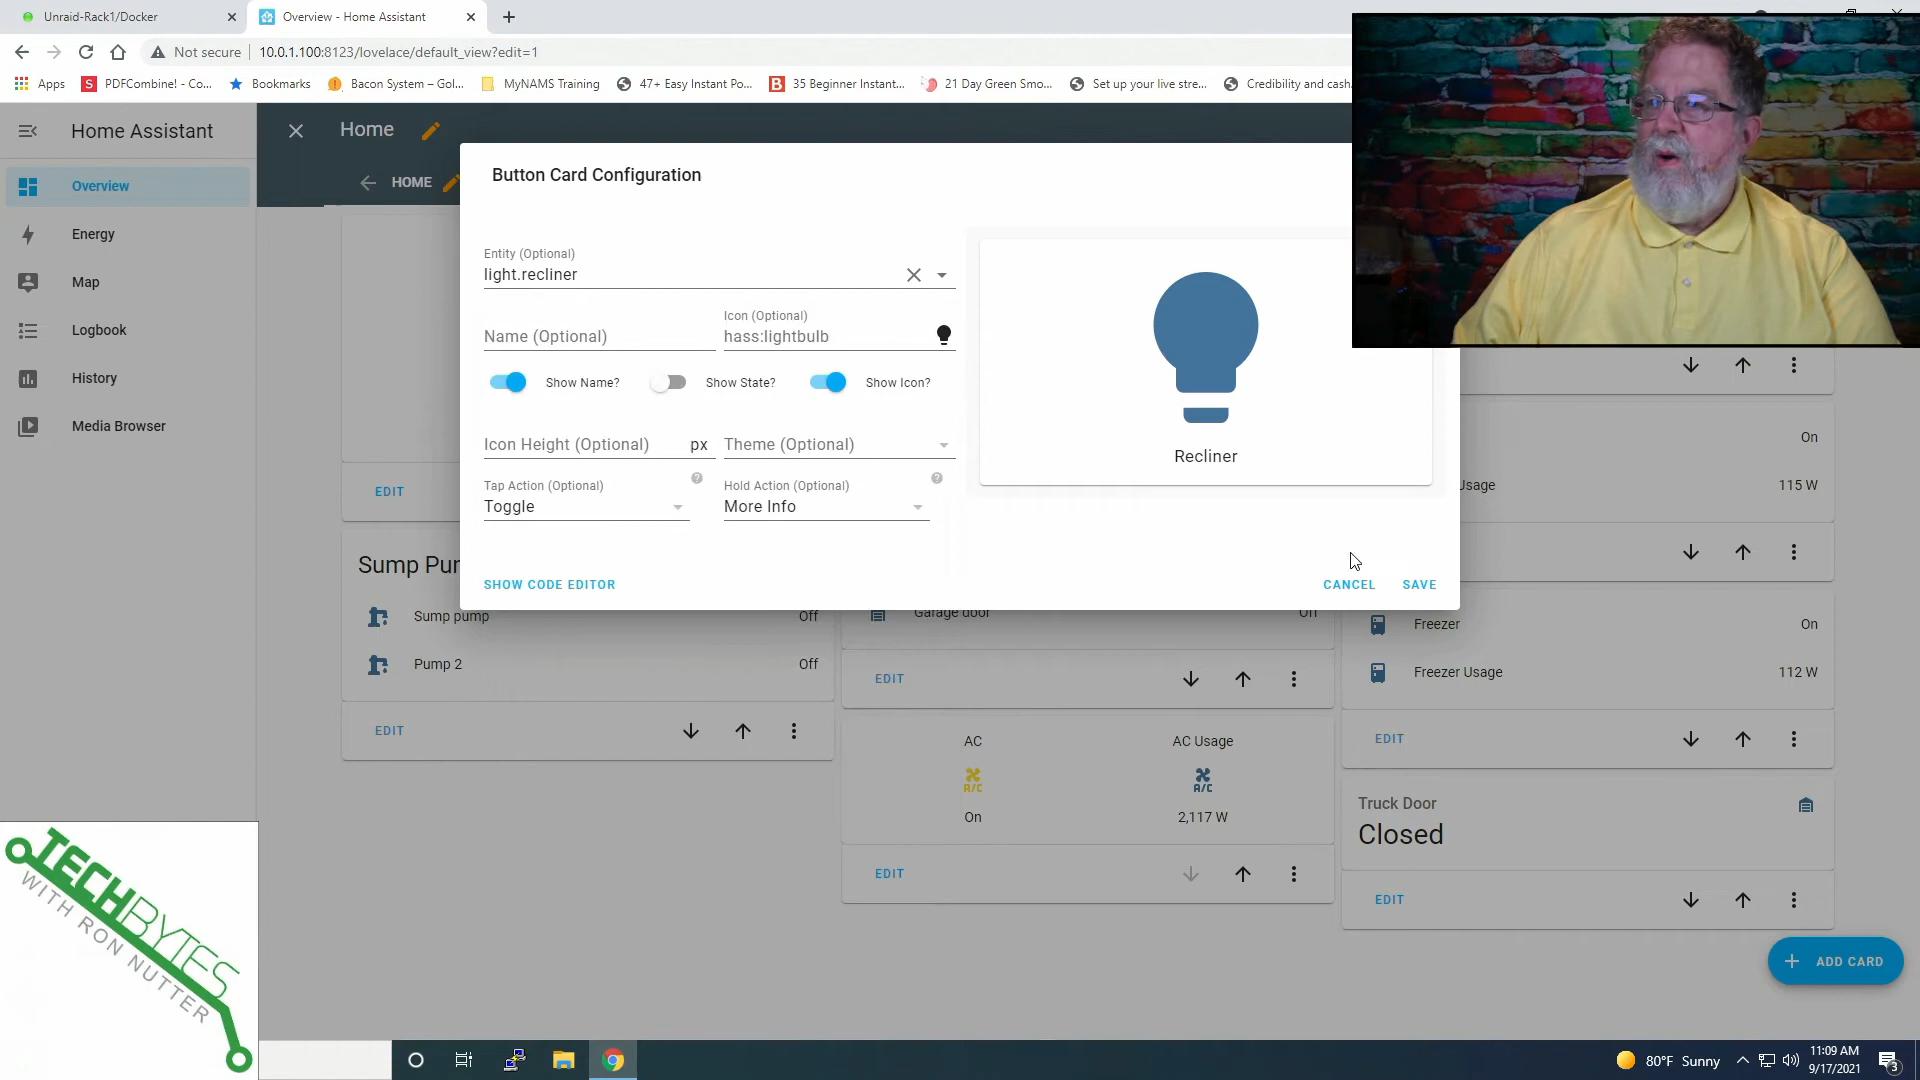 Unraid-Rack1/Docker
Overview - Home Assistant
Not secure
10.0.1.100:8123/lovelace/default_view?edit=1
Apps
PDFCombine! - Co...
Bookmarks
Bacon System – Gol...
MyNAMS Training
47+ Easy Instant Po...
35 Beginner Instant...
21 Day Green Smo...
Set up your live stre...
Credibility and cash
Home Assistant
Home
HOME
Overview
Energy
Map
Logbook
History
Media Browser
Button Card Configuration
Entity (Optional)
light.recliner
Name (Optional)
Icon (Optional)
hass:lightbulb
Show Name?
Show State?
Show Icon?
Icon Height (Optional)
px
Theme (Optional)
Tap Action (Optional)
Toggle
Hold Action (Optional)
More Info
Recliner
SHOW CODE EDITOR
CANCEL
SAVE
EDIT
Sump Pur
Sump pump
Off
Pump 2
Off
EDIT
Garage door
Off
EDIT
AC
AC Usage
A/C
A/C
On
2,117 W
EDIT
On
Usage
115 W
Freezer
On
Freezer Usage
112 W
EDIT
Truck Door
Closed
EDIT
ADD CARD
TECHBYTES
WITH RON NUTTER
80°F Sunny
11:09 AM
9/17/2021
3